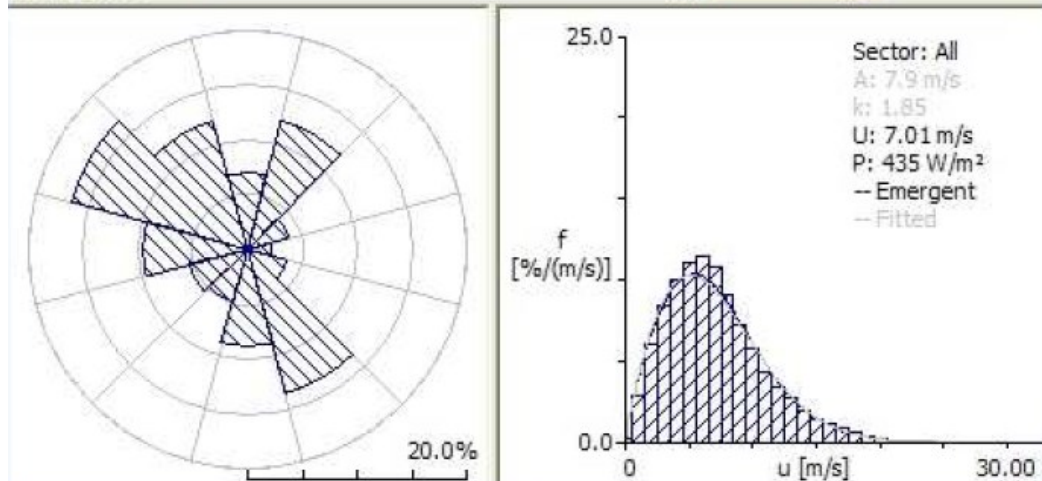 20.0%
25.0
Sector: All
A: 7.9 m/s
k: 1.85
U: 7.01 m/s
P: 435 W/m²
-- Emergent
-- Fitted
f
[%/(m/s)]
0.0
0
u [m/s]
30.00